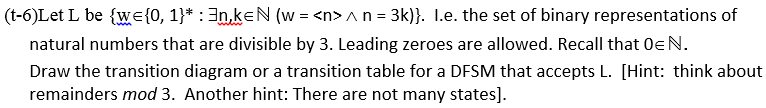 (t-6)Let L be {w∈{0, 1}* : ∃n,k∈ℕ (w = <n> ∧ n = 3k)}.  I.e. the set of binary representations of
natural numbers that are divisible by 3. Leading zeroes are allowed. Recall that 0∈ ℕ.
Draw the transition diagram or a transition table for a DFSM that accepts L.  [Hint:  think about
remainders mod 3.  Another hint: There are not many states].